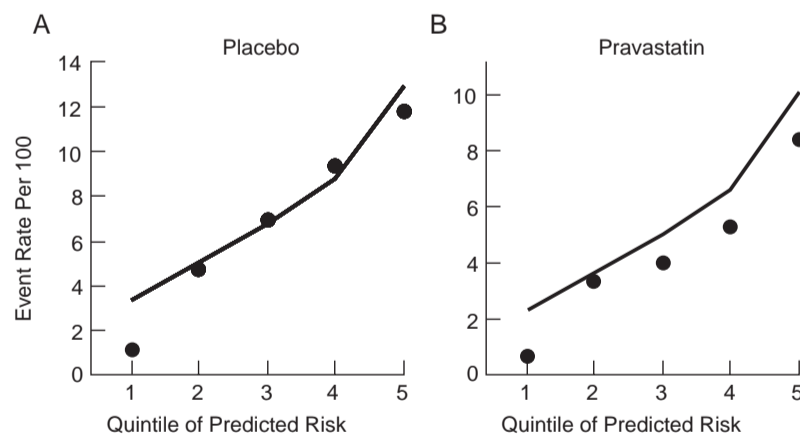 A
Placebo
Event Rate Per 100
14
12
10
8
6
4
2
0
1 2 3 4 5
Quintile of Predicted Risk
B
Pravastatin
10
8
6
4
2
0
1 2 3 4 5
Quintile of Predicted Risk